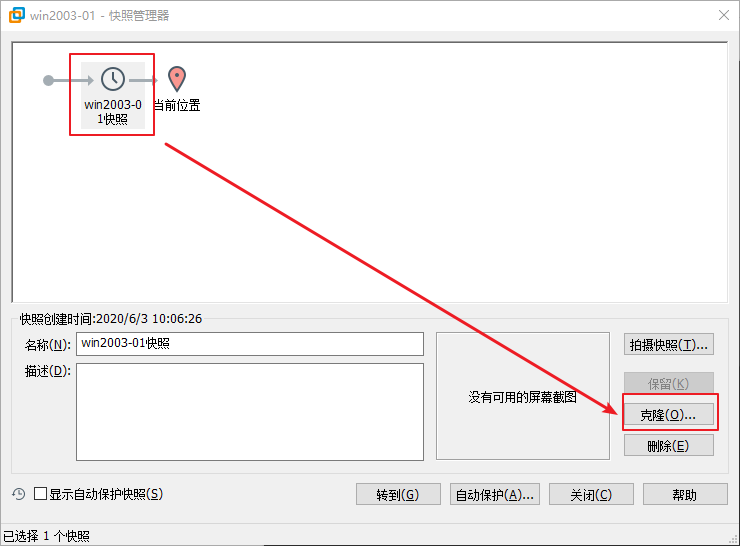 win2003-01 - 快照管理器
win2003-0
1快照
当前位置
快照创建时间:2020/6/3 10:06:26
名称(N):
win2003-01快照
拍摄快照(T)...
描述(D):
保留(K)
没有可用的屏幕截图
克隆(O)...
删除(E)
显示自动保护快照(S)
转到(G)
自动保护(A)...
关闭(C)
帮助
已选择 1 个快照